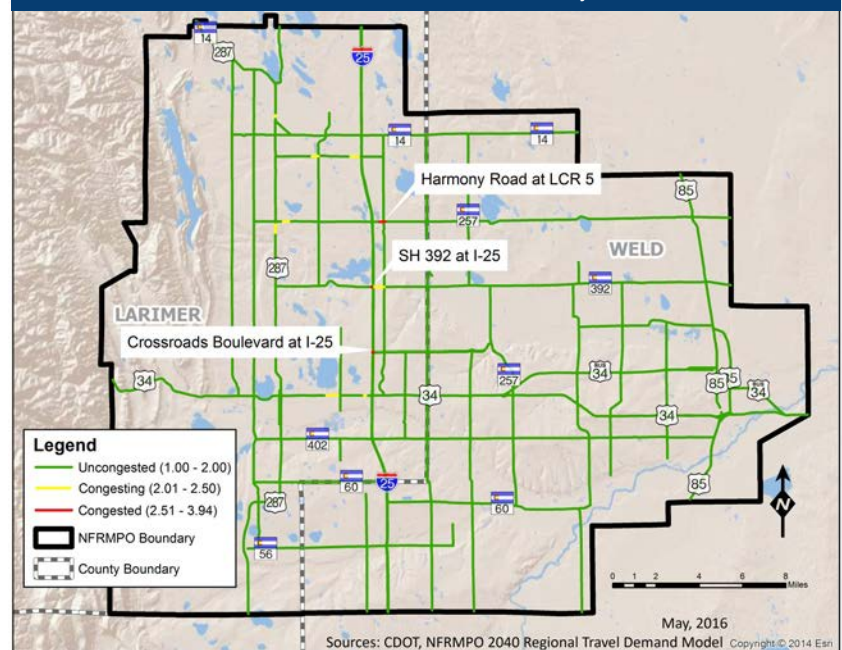 14
287
25
14
14
85
Harmony Road at LCR 5
257
SH 392 at I-25
WELD
287
392
LARIMER
Crossroads Boulevard at I-25
257
BUS
34
34
34
85
85
BUS
34
34
402
Legend
Uncongested (1.00 - 2.00)
Congesting (2.01 - 2.50)
Congested (2.51 - 3.94)
NFRMPO Boundary
County Boundary
60
25
85
287
60
56
0 1 2 4 6 8
Miles
N
May, 2016
Sources: CDOT, NFRMPO 2040 Regional Travel Demand Model
Copyright © 2014 Esri